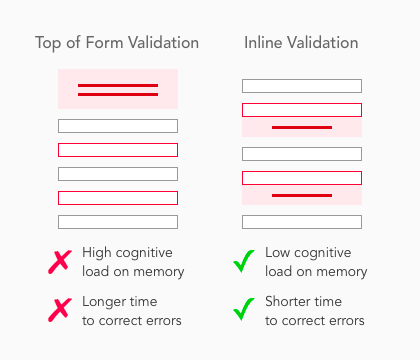 Top of Form Validation
Inline Validation
High cognitive
load on memory
Low cognitive
load on memory
Longer time
to correct errors
Shorter time
to correct errors